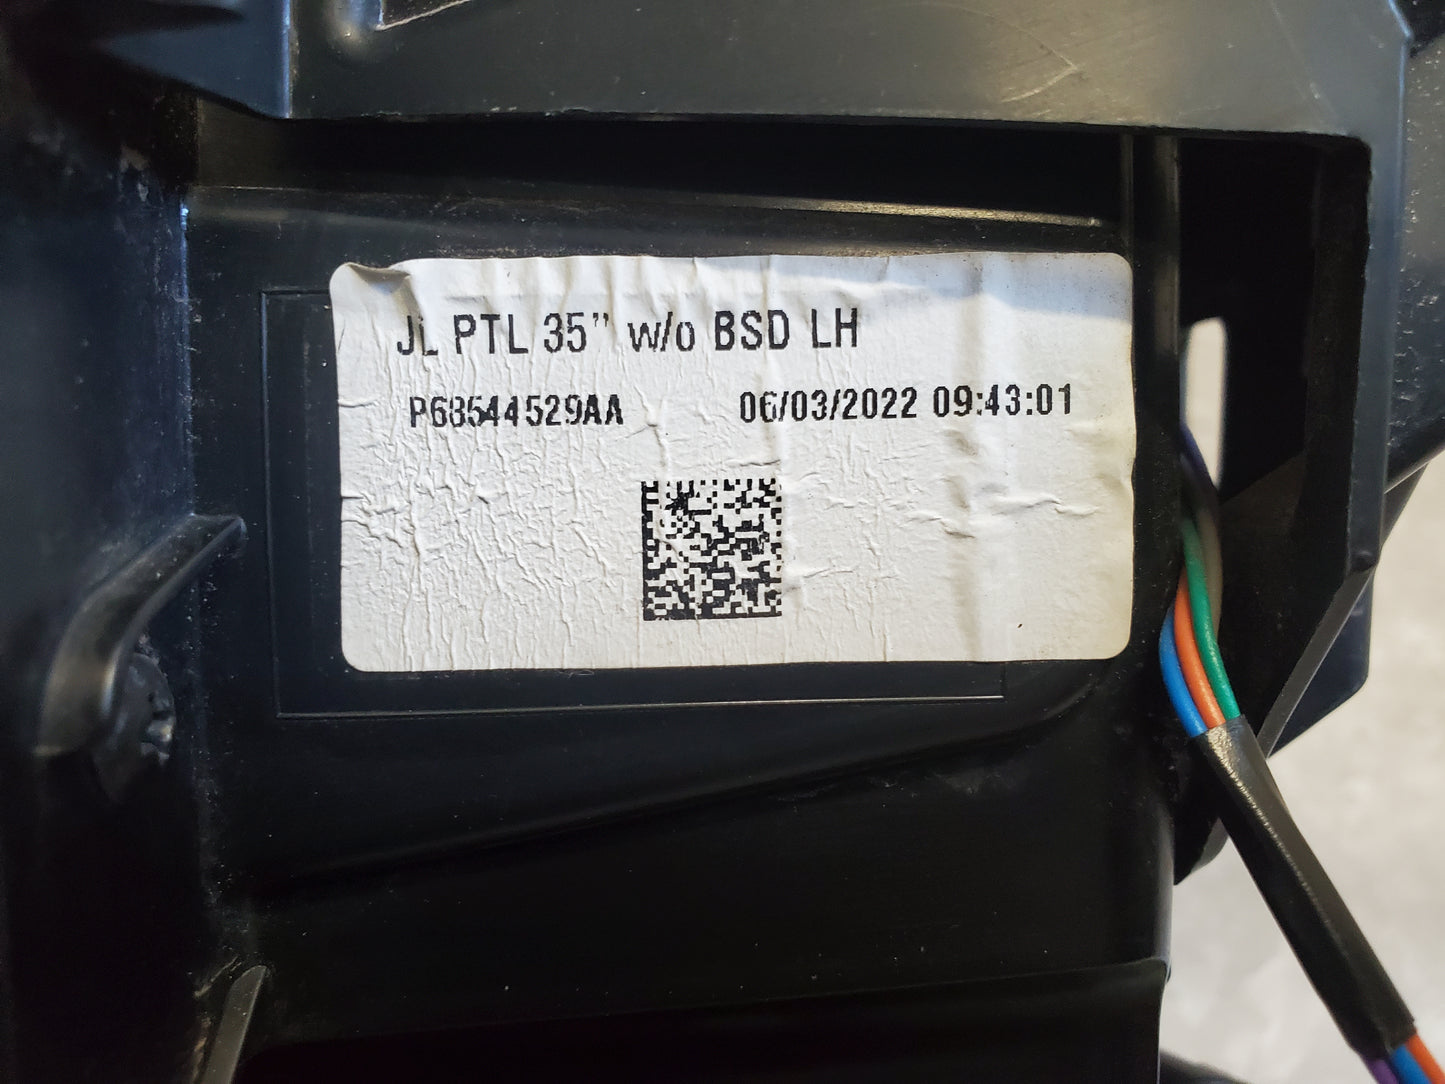 JL PTL 35" w/o BSD LH
P68544529AA 06/03/2022 09:43:01